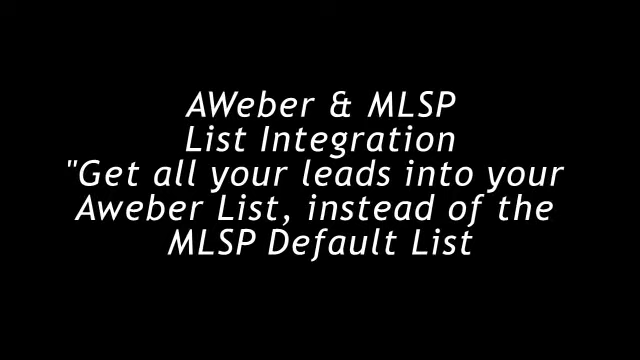 AWeber & MLSP
List Integration
"Get all your leads into your
Aweber List, instead of the
MLSP Default List